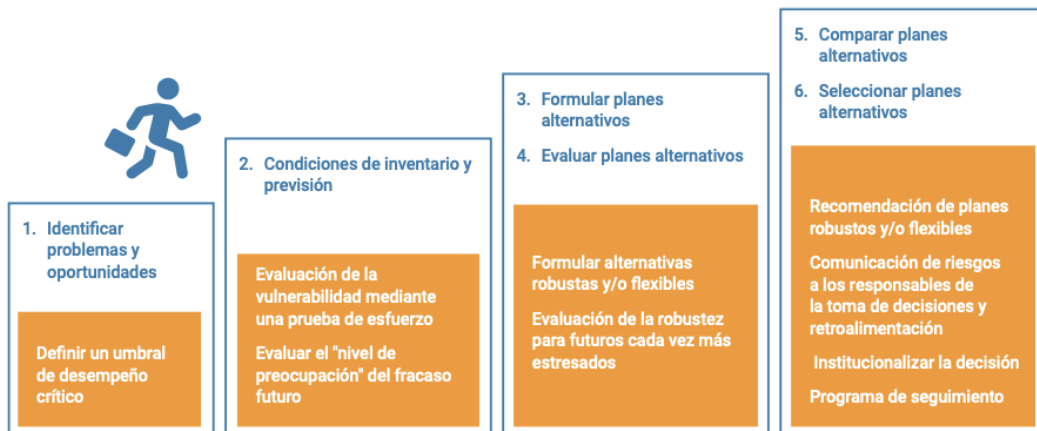 1. Identificar
problemas y
oportunidades
Definir un umbral
de desempeño
crítico
2. Condiciones de inventario y
previsión
Evaluación de la
vulnerabilidad mediante
una prueba de esfuerzo
Evaluar el "nivel de
preocupación" del fracaso
futuro
3. Formular planes
alternativos
4. Evaluar planes alternativos
Formular alternativas
robustas y/o flexibles
Evaluación de la robustez
para futuros cada vez más
estresados
5. Comparar planes
alternativos
6. Seleccionar planes
alternativos
Recomendación de planes
robustos y/o flexibles
Comunicación de riesgos
a los responsables de
la toma de decisiones y
retroalimentación
Institucionalizar la decisión
Programa de seguimiento